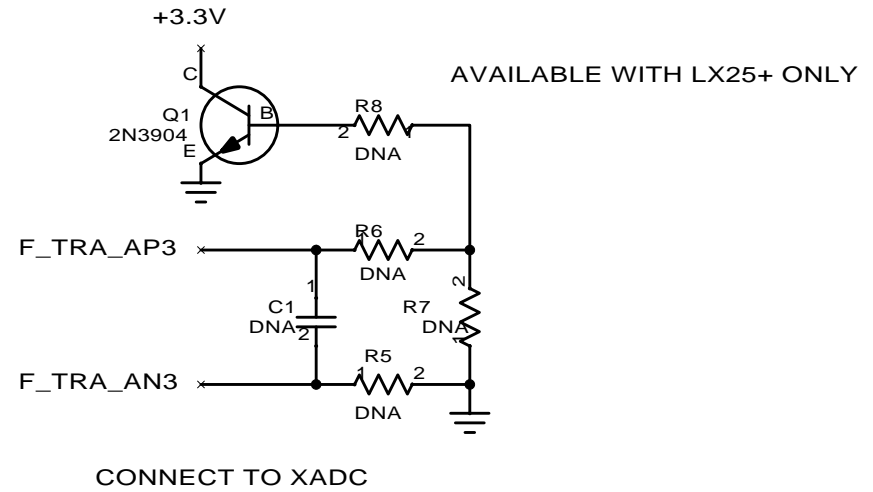 +3.3V
AVAILABLE WITH LX25+ ONLY
C
Q1
2N3904
B
E
R8
2
1
DNA
F_TRA_AP3
R6
1
2
DNA
1
C1
DNA
2
2
R7
DNA
1
R5
1
2
DNA
F_TRA_AN3
CONNECT TO XADC